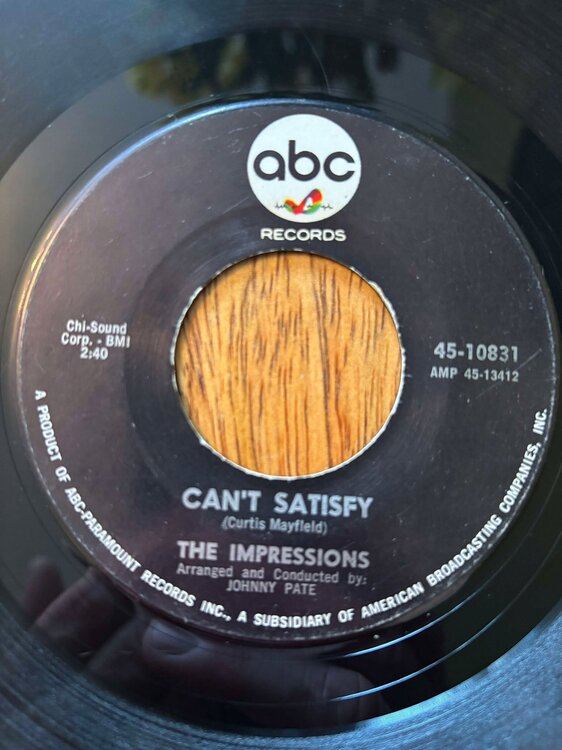 abc
RECORDS
Chi-Sound
Corp. - BMI
2:40
45-10831
AMP 45-13412
CAN'T SATISFY
(Curtis Mayfield)
THE IMPRESSIONS
Arranged and Conducted by:
JOHNNY PATE
A PRODUCT OF ABC-PARAMOUNT RECORDS INC., A SUBSIDIARY OF AMERICAN BROADCASTING COMPANIES, INC.